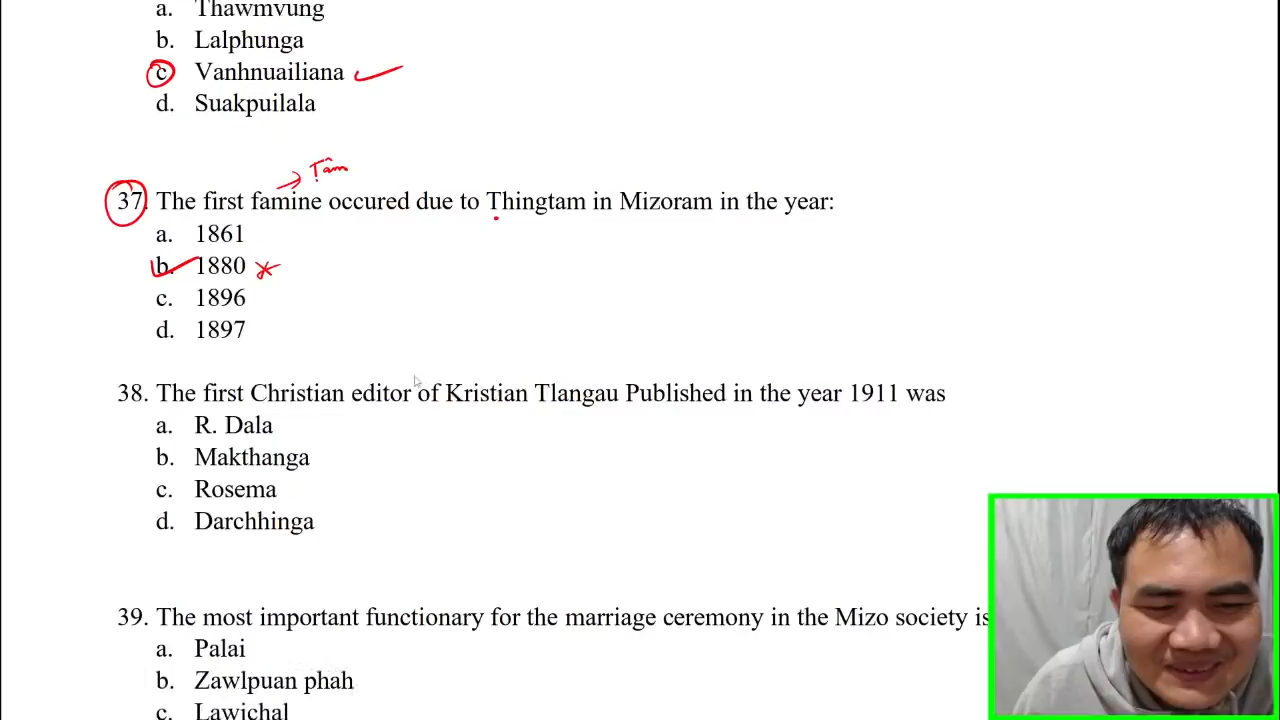 a. Thawmvung
b. Lalphunga
c Vanhnuailiana
d. Suakpuilala
Tâm
37. The first famine occured due to Thingtam in Mizoram in the year:
a. 1861
b. 1880
c. 1896
d. 1897
38. The first Christian editor of Kristian Tlangau Published in the year 1911 was
a. R. Dala
b. Makthanga
c. Rosema
d. Darchhinga
39. The most important functionary for the marriage ceremony in the Mizo society is
a. Palai
b. Zawlpuan phah
c. Lawichal